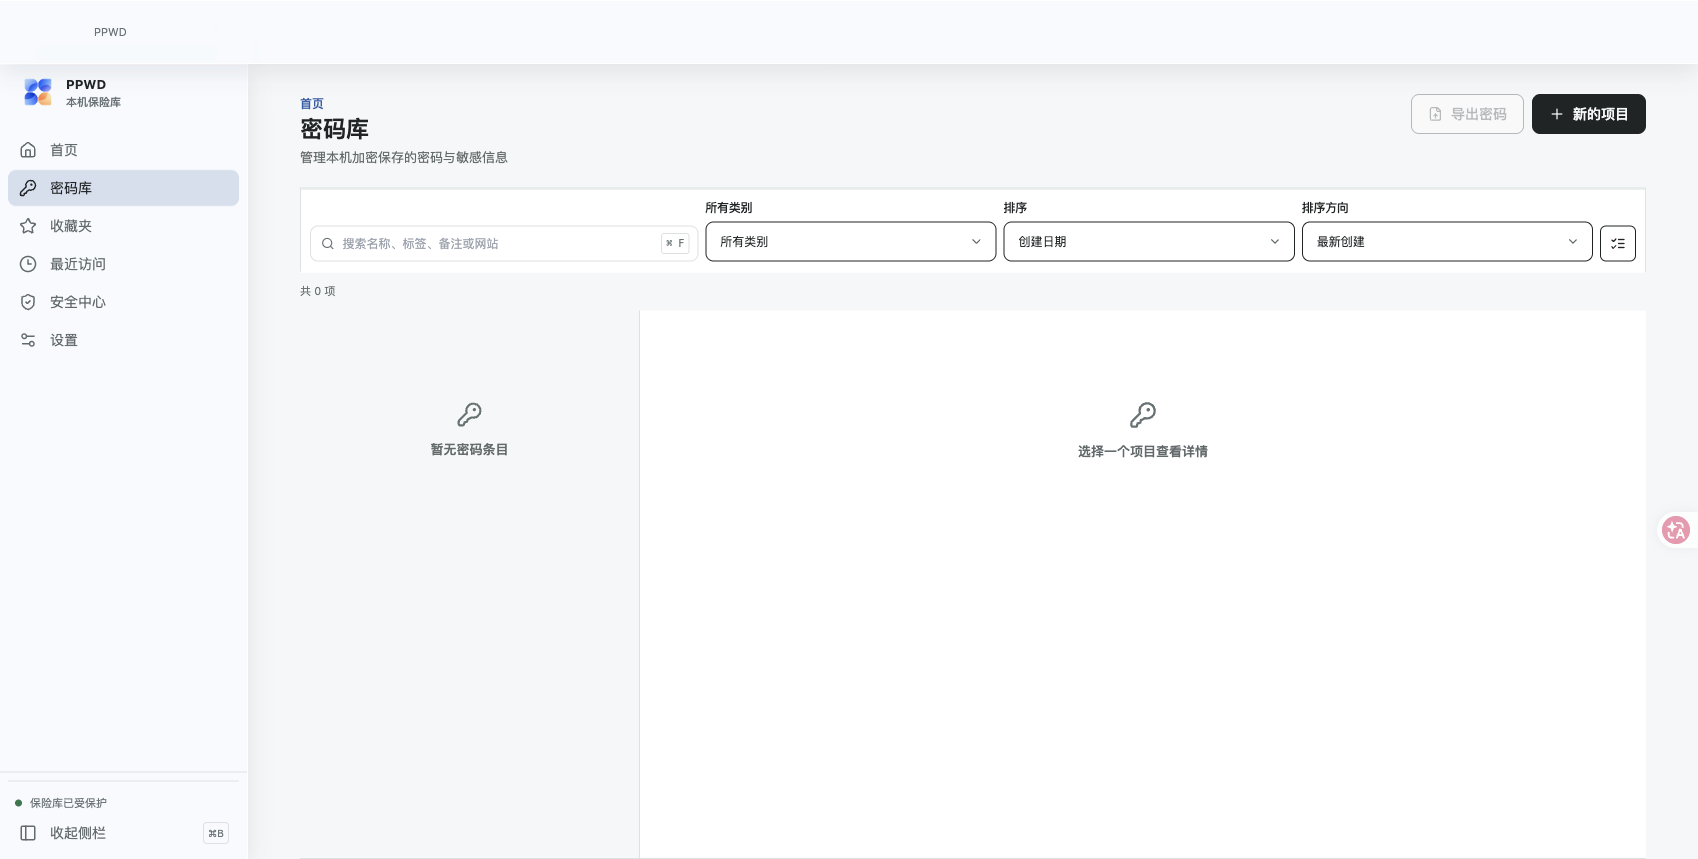 PPWD
PPWD
本机保险库
首页
密码库
收藏夹
最近访问
安全中心
设置
保险库已受保护
收起侧栏 ⌘B
首页
密码库
管理本机加密保存的密码与敏感信息
导出密码
新的项目
搜索名称、标签、备注或网站 ⌘ F
所有类别
所有类别
排序
创建日期
排序方向
最新创建
共 0 项
暂无密码条目
选择一个项目查看详情
A